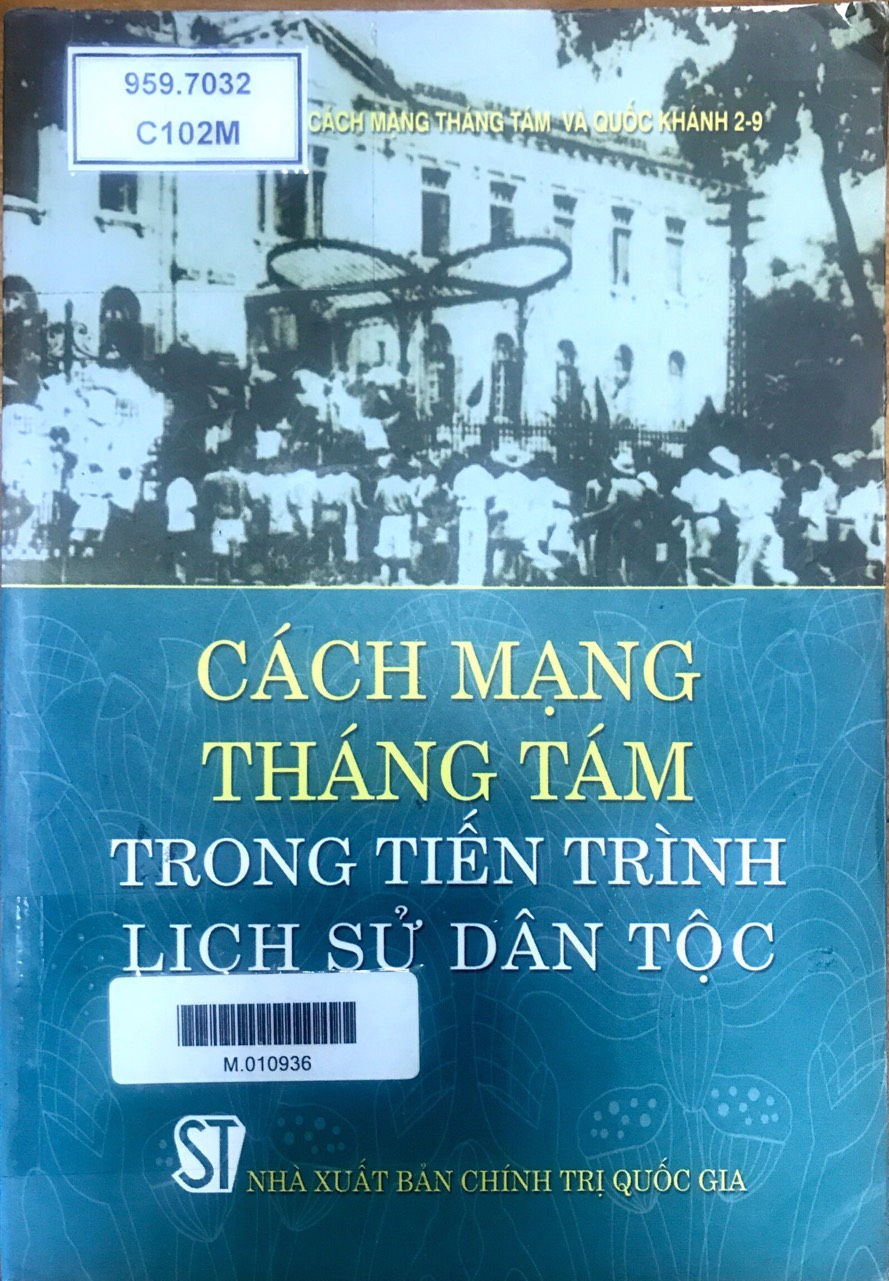 959.7032
C102M
CÁCH MẠNG THÁNG TÁM VÀ QUỐC KHÁNH 2-9
CÁCH MẠNG
THÁNG TÁM
TRONG TIẾN TRÌNH
LỊCH SỬ DÂN TỘC
M.010936
ST
NHÀ XUẤT BẢN CHÍNH TRỊ QUỐC GIA